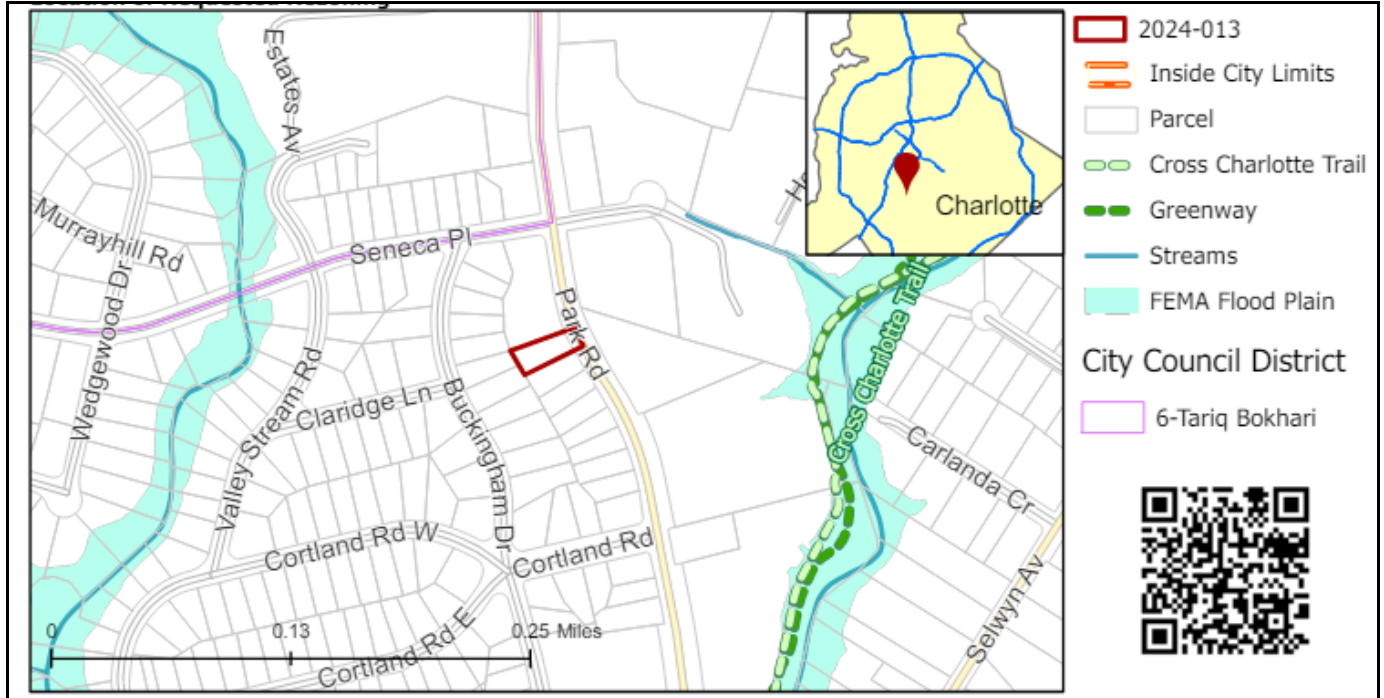 Estates Av
Murrayhill Rd
Wedgewood Dr
Seneca Pl
Park Rd
Valley Stream Rd
Claridge Ln
Buckingham Dr
Cortland Rd W
Cortland Rd
Cortland Rd E
Cross Charlotte Trail
Cross Charlotte Trail
Carlanda Cr
Selwyn Av
0
0.13
0.25 Miles
Charlotte
2024-013
Inside City Limits
Parcel
Cross Charlotte Trail
Greenway
Streams
FEMA Flood Plain
City Council District
6-Tariq Bokhari